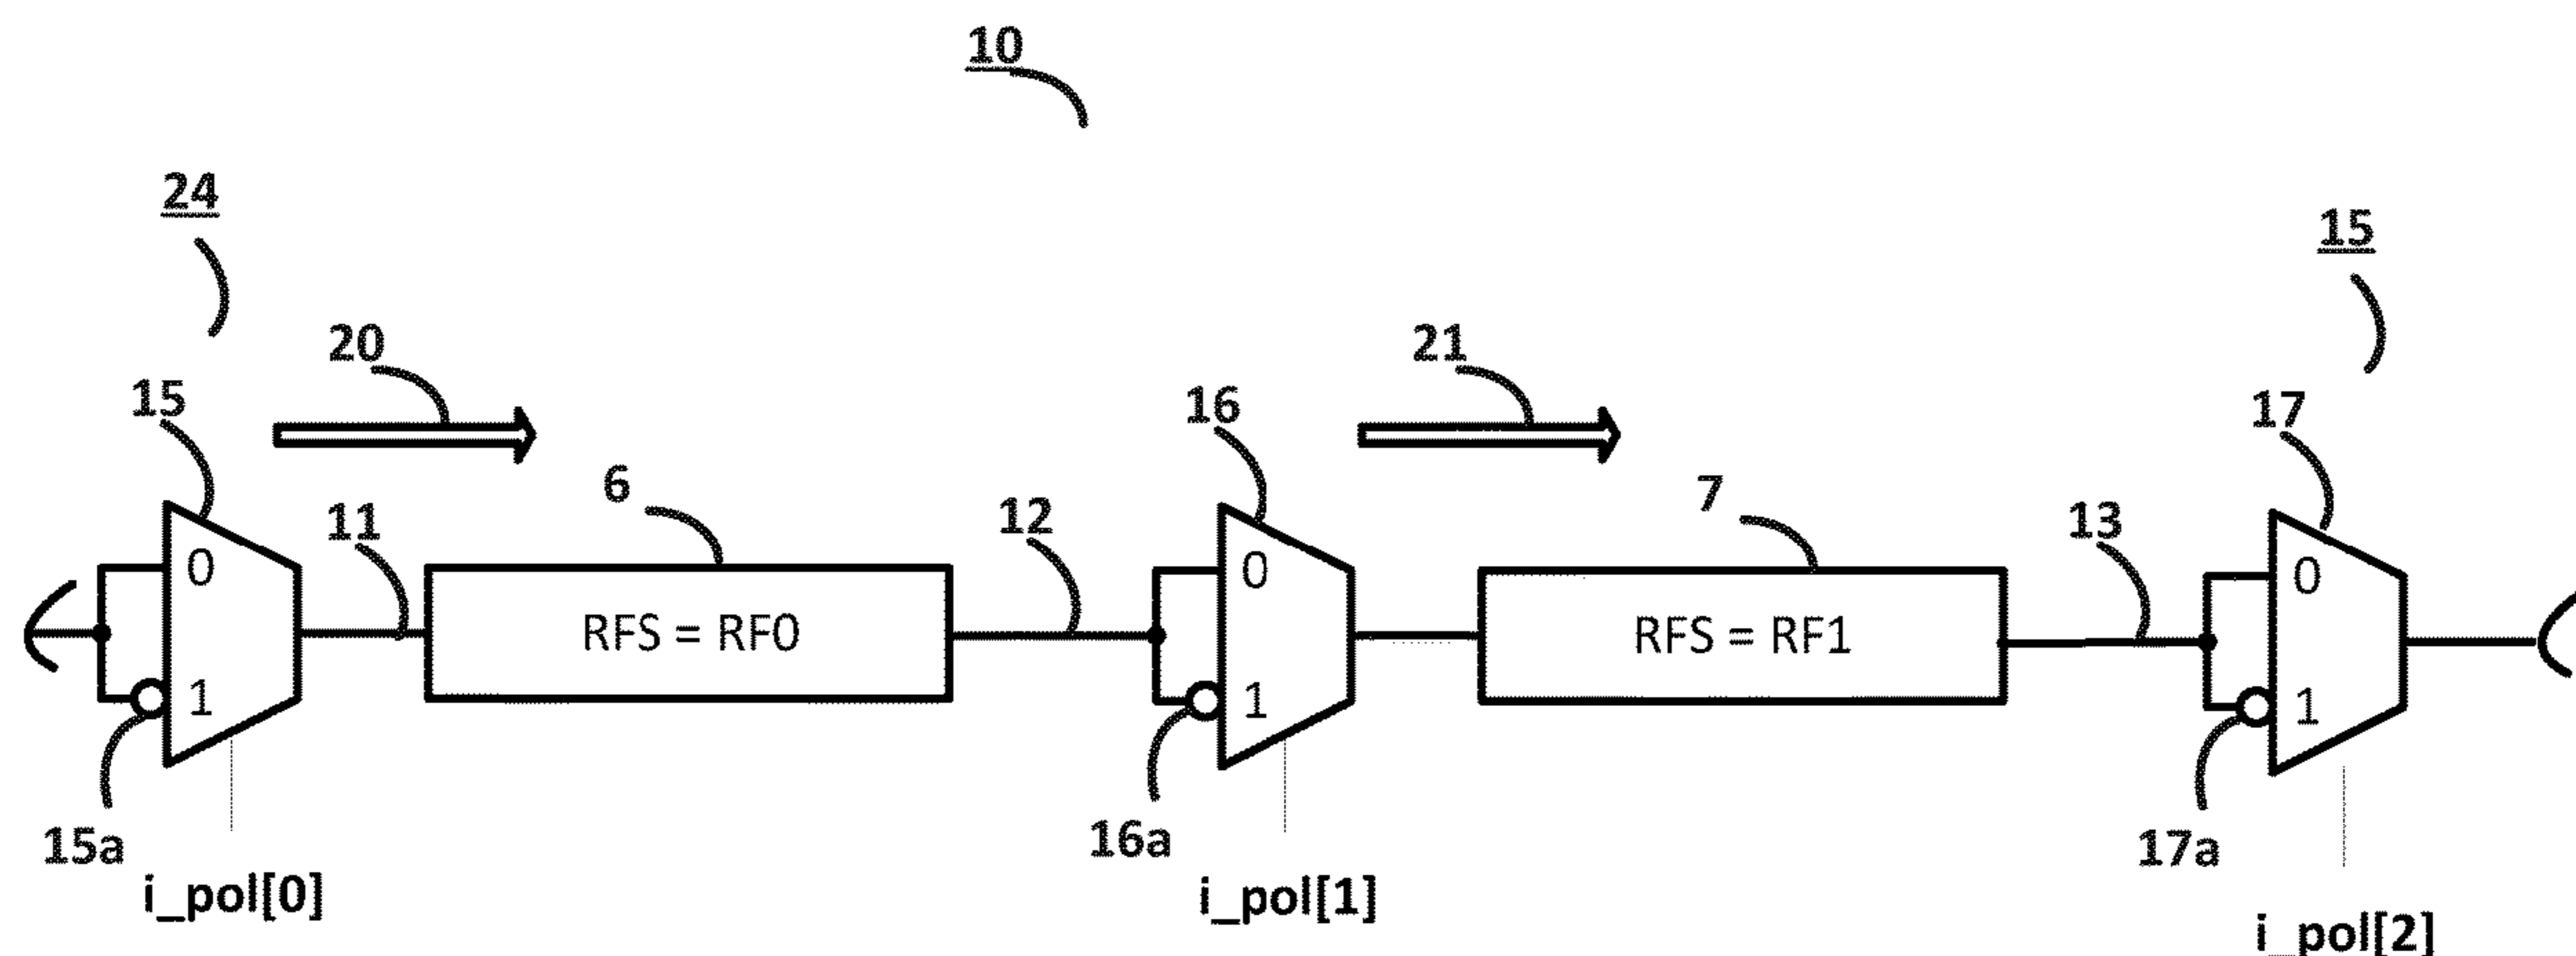 10
24
15
20
21
15
16
17
6
7
11
12
13
0
0
0
RFS = RF0
RFS = RF1
1
1
1
15a
16a
17a
i_pol[0]
i_pol[1]
i_pol[2]